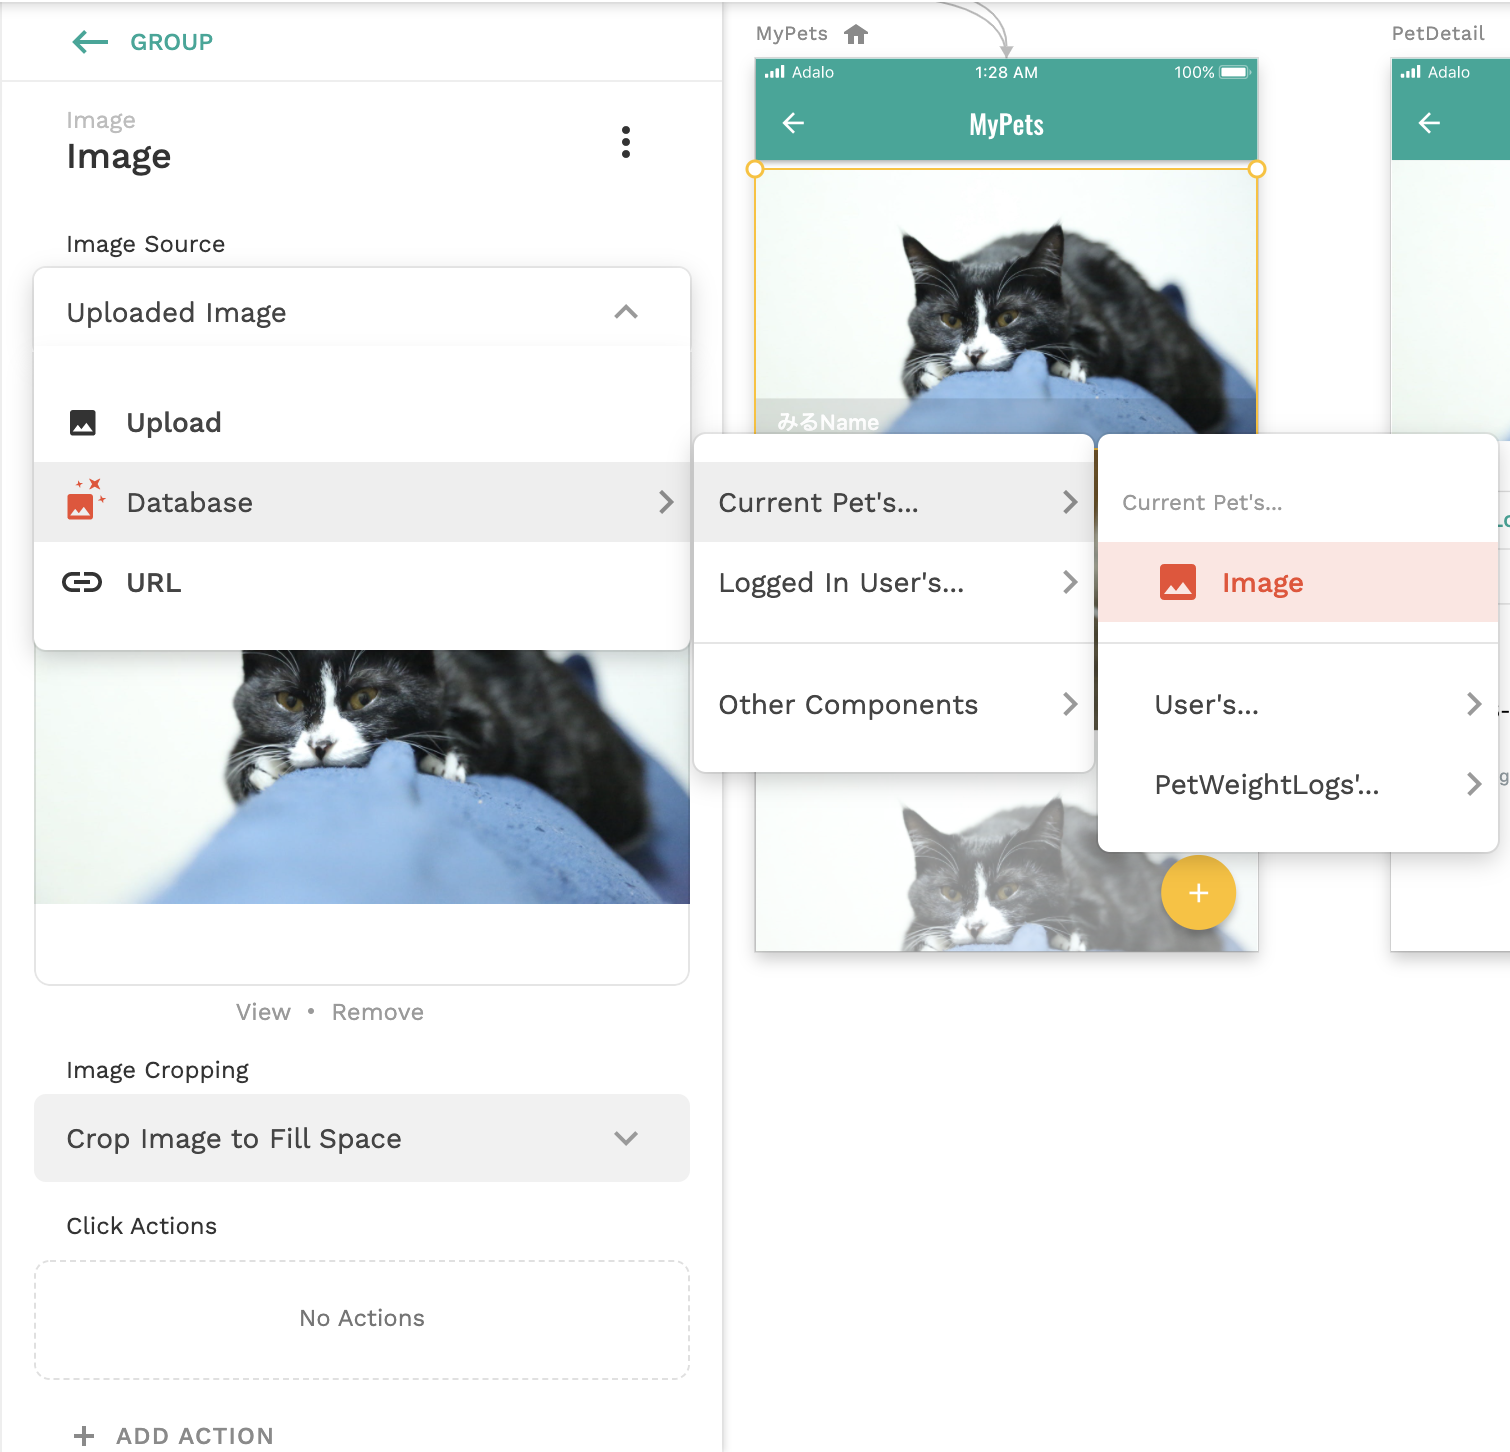 GROUP
Image
Image
Image Source
Uploaded Image
Upload
Database
URL
View • Remove
Image Cropping
Crop Image to Fill Space
Click Actions
No Actions
+ ADD ACTION
MyPets
Adalo
1:28 AM
100%
MyPets
みるName
Current Pet's...
Logged In User's...
Other Components
Current Pet's...
Image
User's...
PetWeightLogs'...
+
PetDetail
Adalo